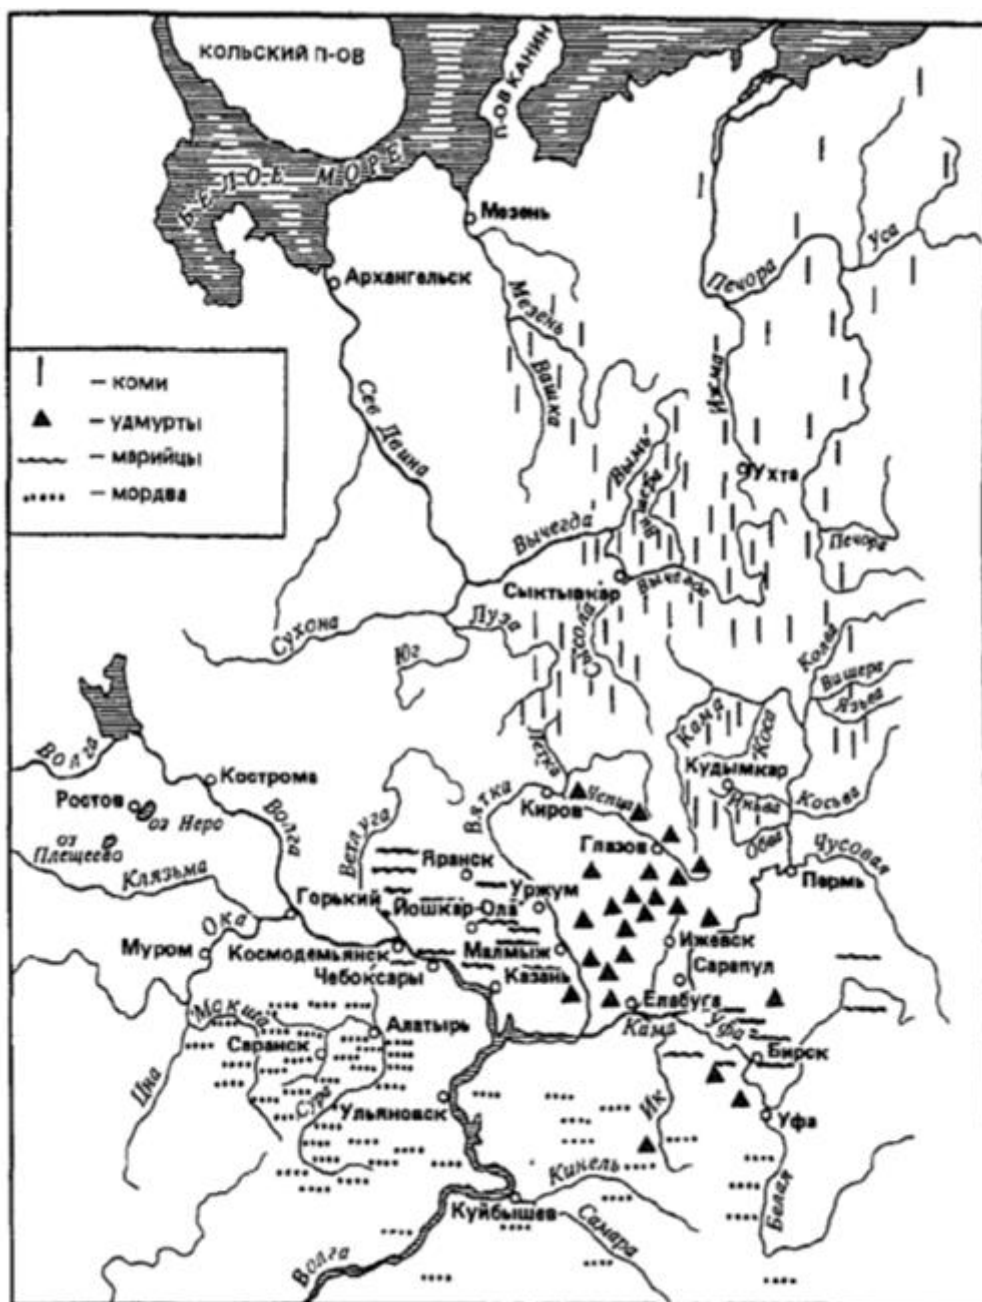 КОЛЬСКИЙ П-ОВ
П-ОВ КАНИН
БЕЛОЕ МОРЕ
Мезень
Архангельск
Печора
Уса
Мезень
Вашка
Ижма
— коми
— удмурты
— марийцы
— мордва
Сев Двина
Вымь
Ухта
Вишера
Вычегда
Печора
Сыктывкар
Вычегда
Сухона
Луза
Сысола
Юг
Колва
Вишера
Язьва
Кама
Коса
Волга
Кострома
Летка
Кудымкар
Ростов
оз Неро
Волга
Ветлуга
Вятка
Киров
Чепца
Иньва
Косьва
оз Плещеево
Обва
Глазов
Чусовая
Клязьма
Яранск
Пермь
Горький
Йошкар-Ола
Уржум
Ока
Муром
Космодемьянск
Малмыж
Ижевск
Чебоксары
Казань
Сарапул
Мокша
Елабуга
Алатырь
Кама
Саранск
Бирск
Цна
Сура
Ульяновск
Ик
Уфа
Кинель
Белая
Куйбышев
Самара
Волга